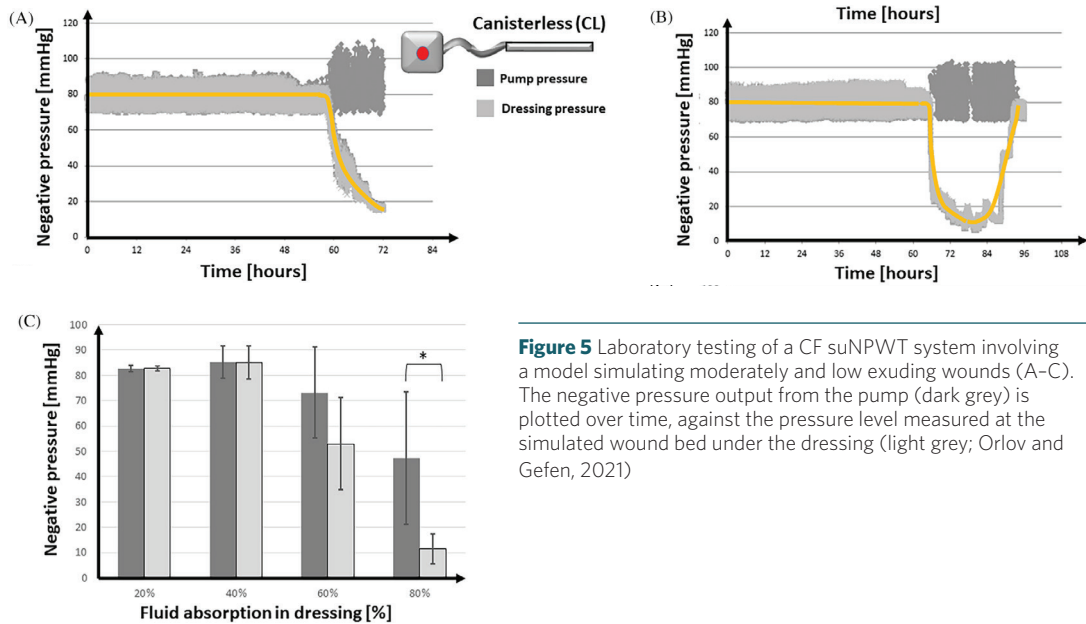 (A)
Negative pressure [mmHg]
120
100
80
60
40
20
0
0 12 24 36 48 60 72 84
Time [hours]
Canisterless (CL)
Pump pressure
Dressing pressure
(B)
Time [hours]
Negative pressure [mmHg]
120
100
80
60
40
20
0
0 12 24 36 48 60 72 84 96 108
Time [hours]
(C)
Negative pressure [mmHg]
100
90
80
70
60
50
40
30
20
10
0
*
20% 40% 60% 80%
Fluid absorption in dressing [%]
Figure 5 Laboratory testing of a CF suNPWT system involving
a model simulating moderately and low exuding wounds (A–C).
The negative pressure output from the pump (dark grey) is
plotted over time, against the pressure level measured at the
simulated wound bed under the dressing (light grey; Orlov and
Gefen, 2021)